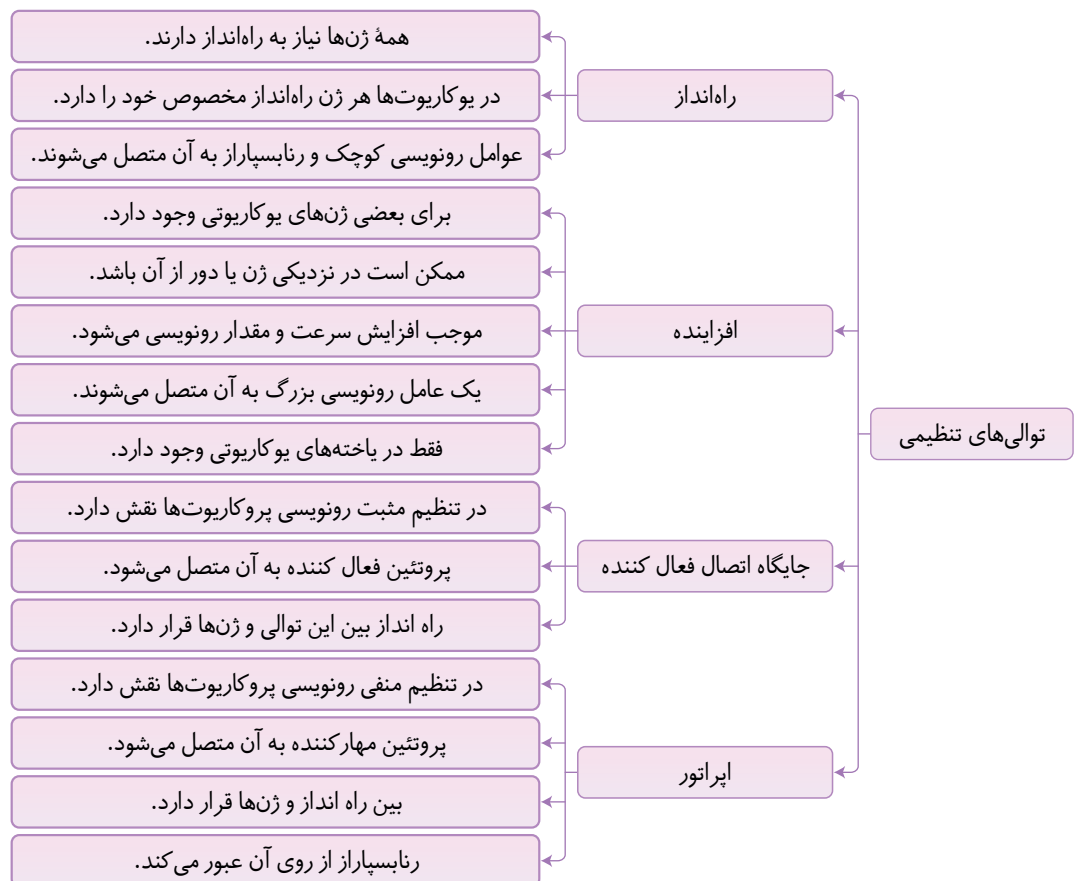 توالی‌های تنظیمی
راه‌انداز
همهٔ ژن‌ها نیاز به راه‌انداز دارند.
در یوکاریوت‌ها هر ژن راه‌انداز مخصوص خود را دارد.
عوامل رونویسی کوچک و رنابسپاراز به آن متصل می‌شوند.
افزاینده
برای بعضی ژن‌های یوکاریوتی وجود دارد.
ممکن است در نزدیکی ژن یا دور از آن باشد.
موجب افزایش سرعت و مقدار رونویسی می‌شود.
یک عامل رونویسی بزرگ به آن متصل می‌شوند.
فقط در یاخته‌های یوکاریوتی وجود دارد.
جایگاه اتصال فعال کننده
در تنظیم مثبت رونویسی پروکاریوت‌ها نقش دارد.
پروتئین فعال کننده به آن متصل می‌شود.
راه انداز بین این توالی و ژن‌ها قرار دارد.
اپراتور
در تنظیم منفی رونویسی پروکاریوت‌ها نقش دارد.
پروتئین مهارکننده به آن متصل می‌شود.
بین راه انداز و ژن‌ها قرار دارد.
رنابسپاراز از روی آن عبور می‌کند.